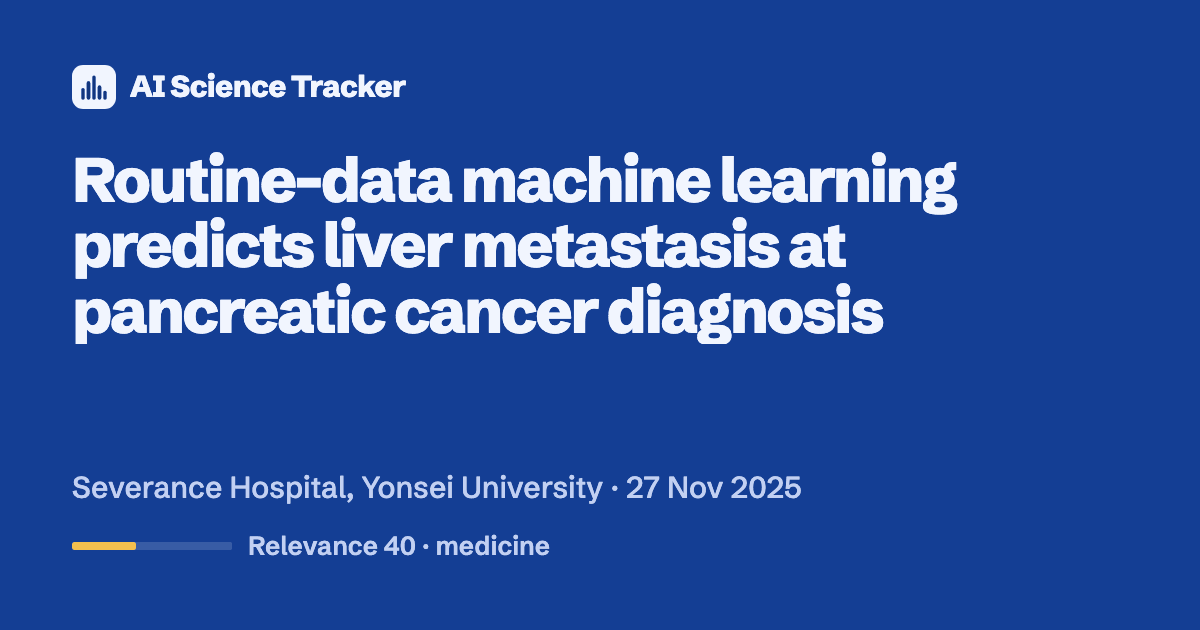 AI Science Tracker
Routine-data machine learning
predicts liver metastasis at
pancreatic cancer diagnosis
Severance Hospital, Yonsei University · 27 Nov 2025
Relevance 40 · medicine